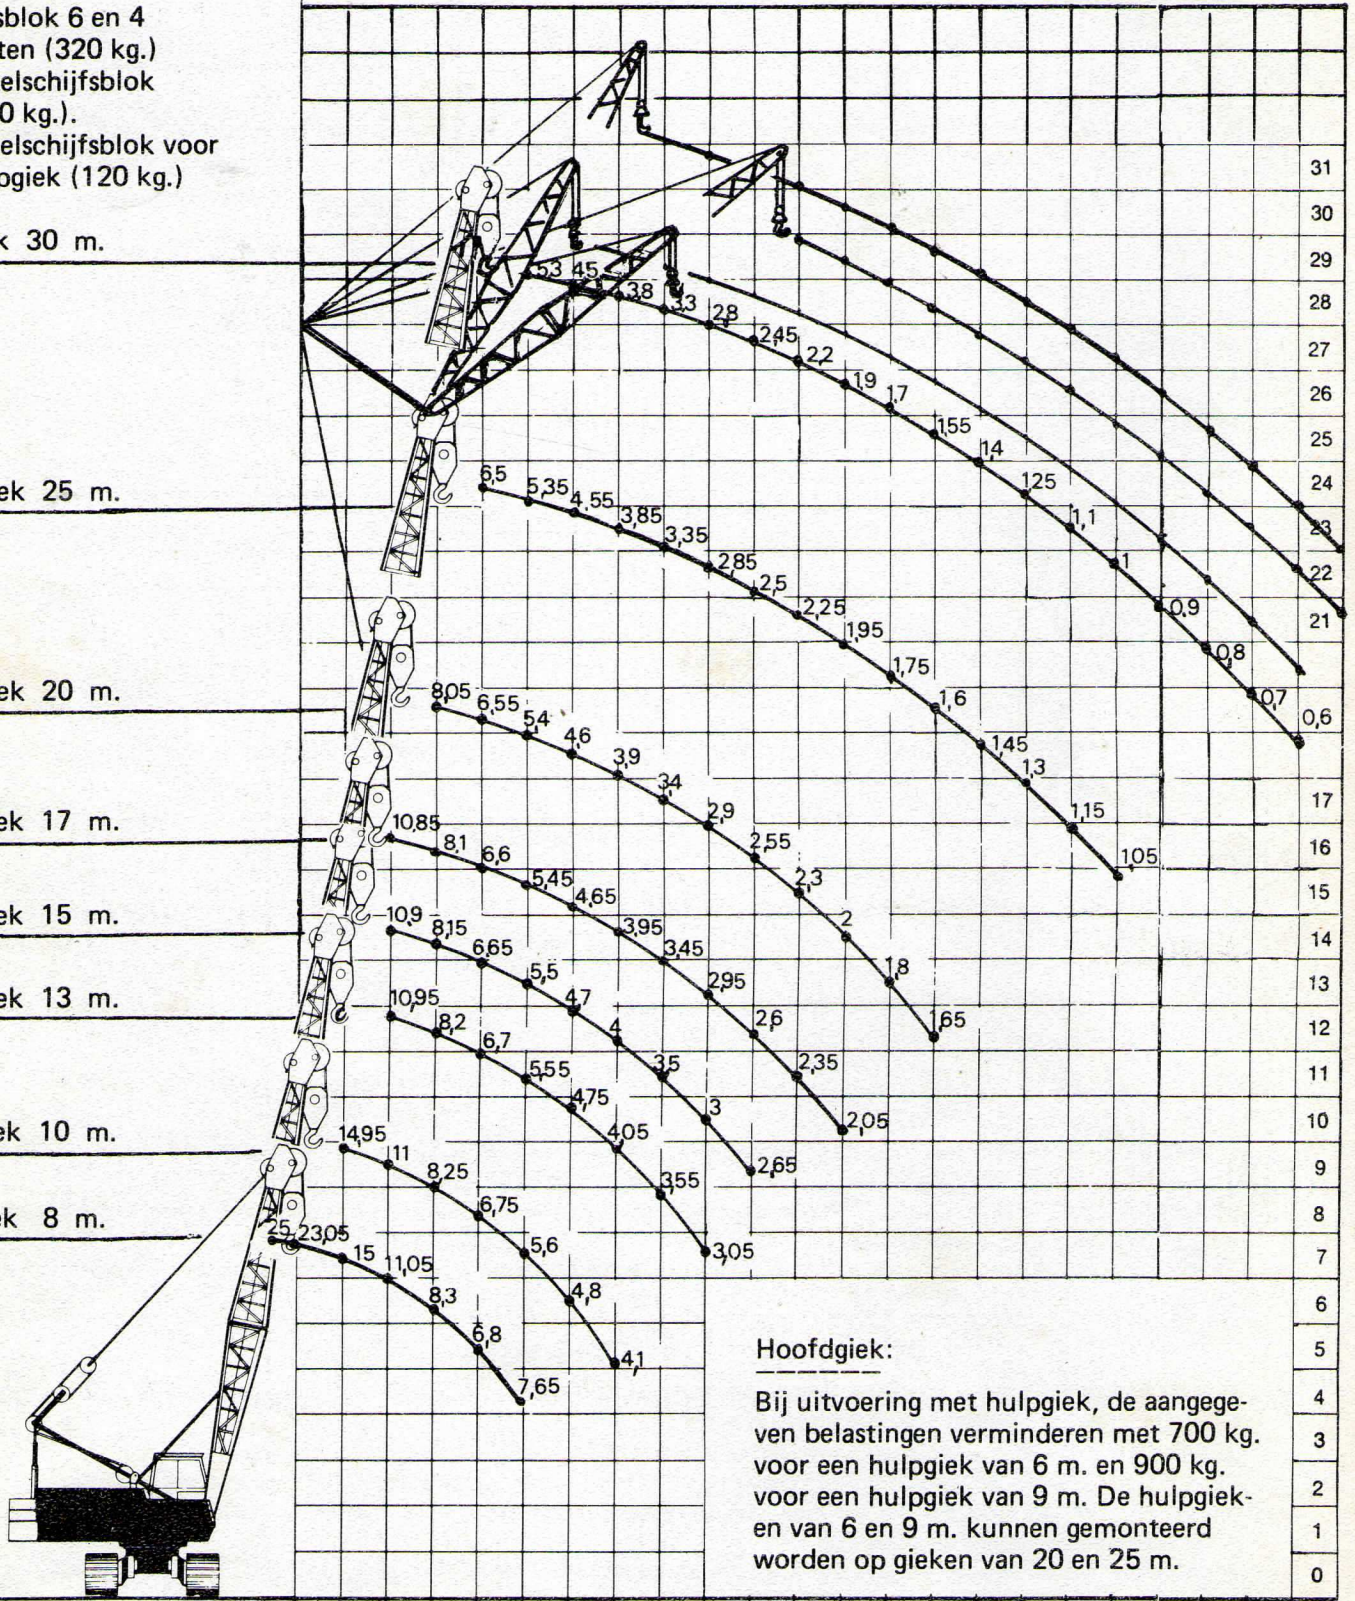 sblok 6 en 4
ten (320 kg.)
elschijfsblok
0 kg.).
elschijfsblok voor
ogiek (120 kg.)
k 30 m.
ek 25 m.
ek 20 m.
ek 17 m.
ek 15 m.
ek 13 m.
ek 10 m.
ek 8 m.
5,3 4,5 3,8 3,3 2,8 2,45 2,2 1,9 1,7 1,55 1,4 1,25 1,1 1 0,9 0,8 0,7 0,6
6,5 5,35 4,55 3,85 3,35 2,85 2,5 2,25 1,95 1,75 1,6 1,45 1,3 1,15 1,05
8,05 6,55 5,4 4,6 3,9 3,4 2,9 2,55 2,3 2 1,8 1,65
10,85 8,1 6,6 5,45 4,65 3,95 3,45 2,95 2,6 2,35 2,05
10,9 8,15 6,65 5,5 4,7 4 3,5 3 2,65
10,95 8,2 6,7 5,55 4,75 4,05 3,55 3,05
14,95 11 8,25 6,75 5,6 4,8 4,1
25 23,05 15 11,05 8,3 6,8 7,65
31
30
29
28
27
26
25
24
23
22
21
17
16
15
14
13
12
11
10
9
8
7
6
5
4
3
2
1
0
Hoofdgiek:
Bij uitvoering met hulpgiek, de aangege-
ven belastingen verminderen met 700 kg.
voor een hulpgiek van 6 m. en 900 kg.
voor een hulpgiek van 9 m. De hulpgiek-
en van 6 en 9 m. kunnen gemonteerd
worden op gieken van 20 en 25 m.